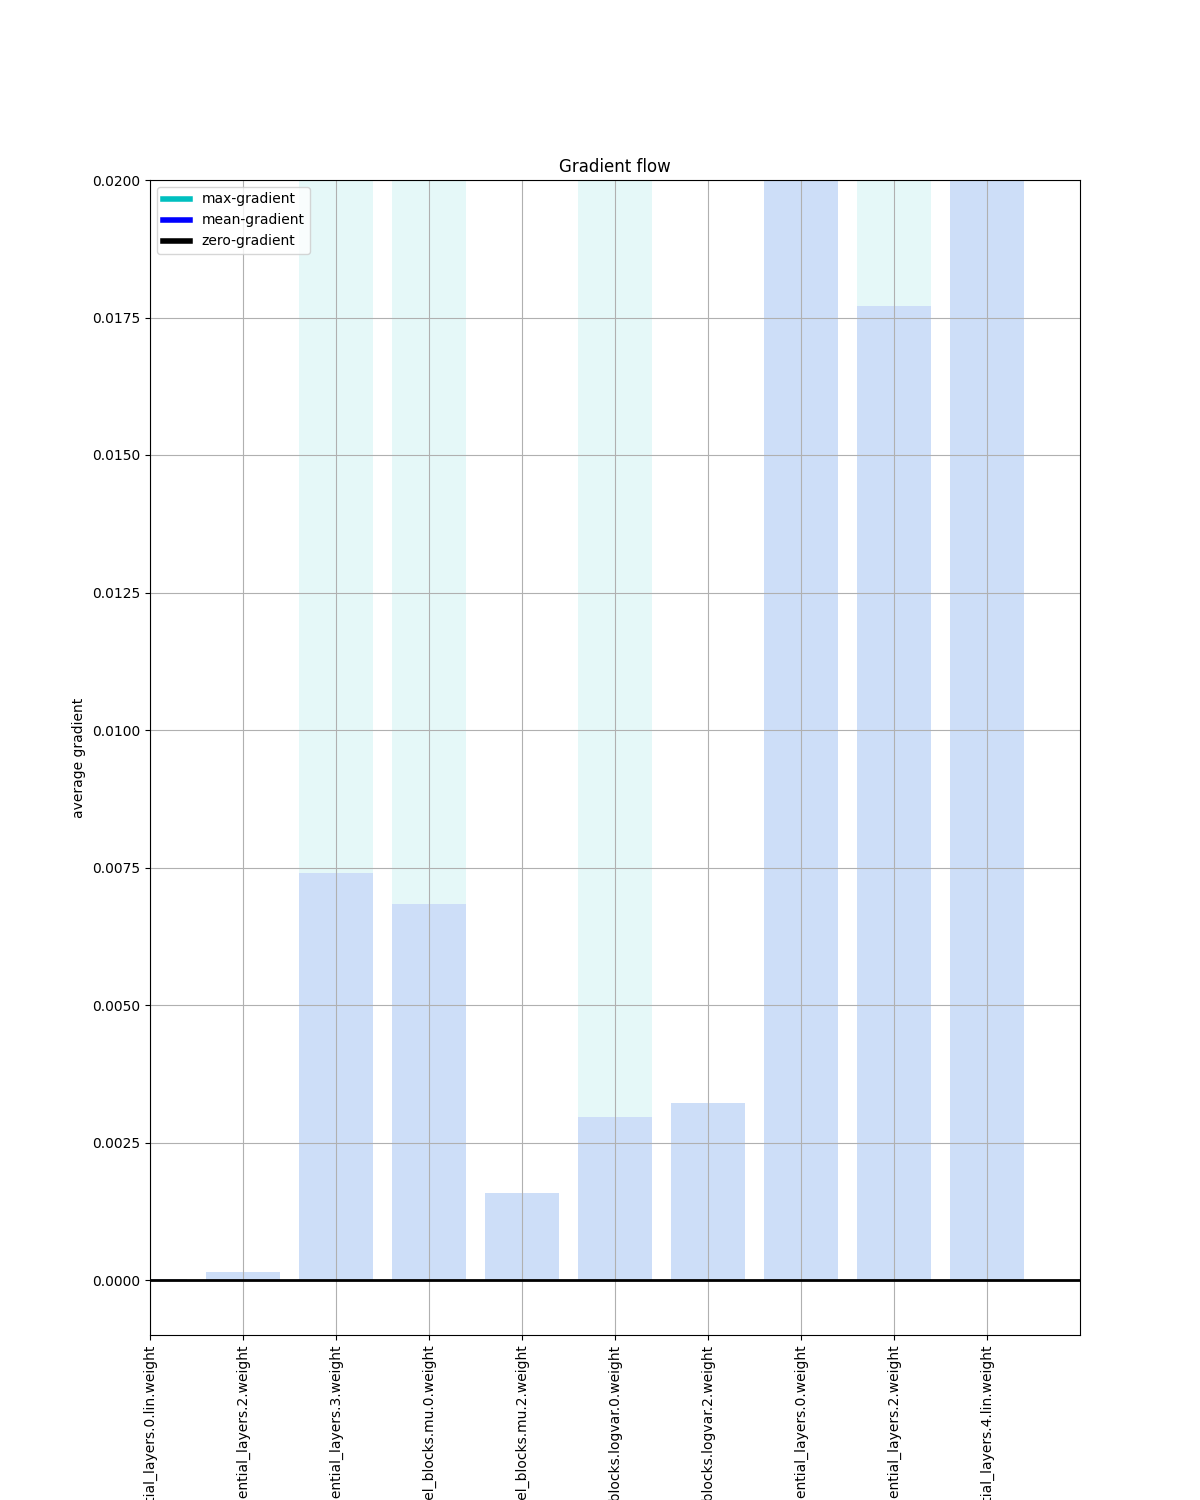 Gradient flow
max-gradient
mean-gradient
zero-gradient
0.0200
0.0175
0.0150
0.0125
0.0100
0.0075
0.0050
0.0025
0.0000
average gradient
tial_layers.0.lin.weight
ential_layers.2.weight
ential_layers.3.weight
el_blocks.mu.0.weight
el_blocks.mu.2.weight
blocks.logvar.0.weight
blocks.logvar.2.weight
ential_layers.0.weight
ential_layers.2.weight
tial_layers.4.lin.weight